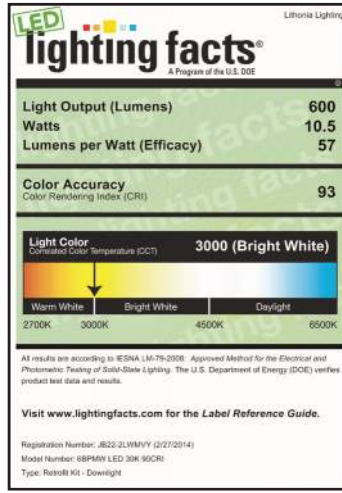 LED
Lithonia Lighting
lighting facts®
A Program of the U.S. DOE
Light Output (Lumens) 600
Watts 10.5
Lumens per Watt (Efficacy) 57
Color Accuracy
Color Rendering Index (CRI) 93
Light Color
Correlated Color Temperature (CCT) 3000 (Bright White)
Warm White Bright White Daylight
2700K 3000K 4500K 6500K
All results are according to IESNA LM-79-2008: Approved Method for the Electrical and
Photometric Testing of Solid-State Lighting. The U.S. Department of Energy (DOE) verifies
product test data and results.
Visit www.lightingfacts.com for the Label Reference Guide.
Registration Number: JB22-2LWMVY (2/27/2014)
Model Number: 6BPMW LED 30K 90CRI
Type: Retrofit Kit - Downlight